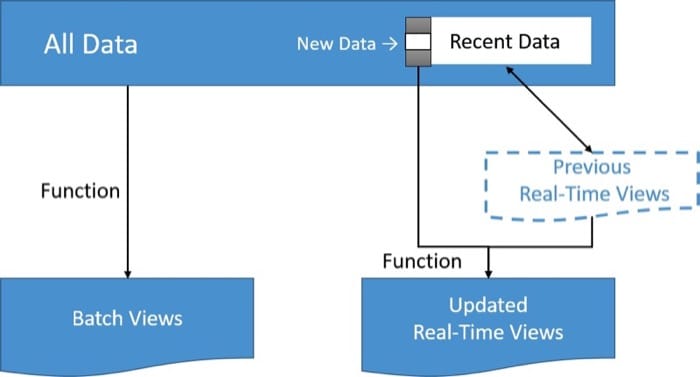 All Data
New Data →
Recent Data
Previous
Real-Time Views
Function
Function
Batch Views
Updated
Real-Time Views